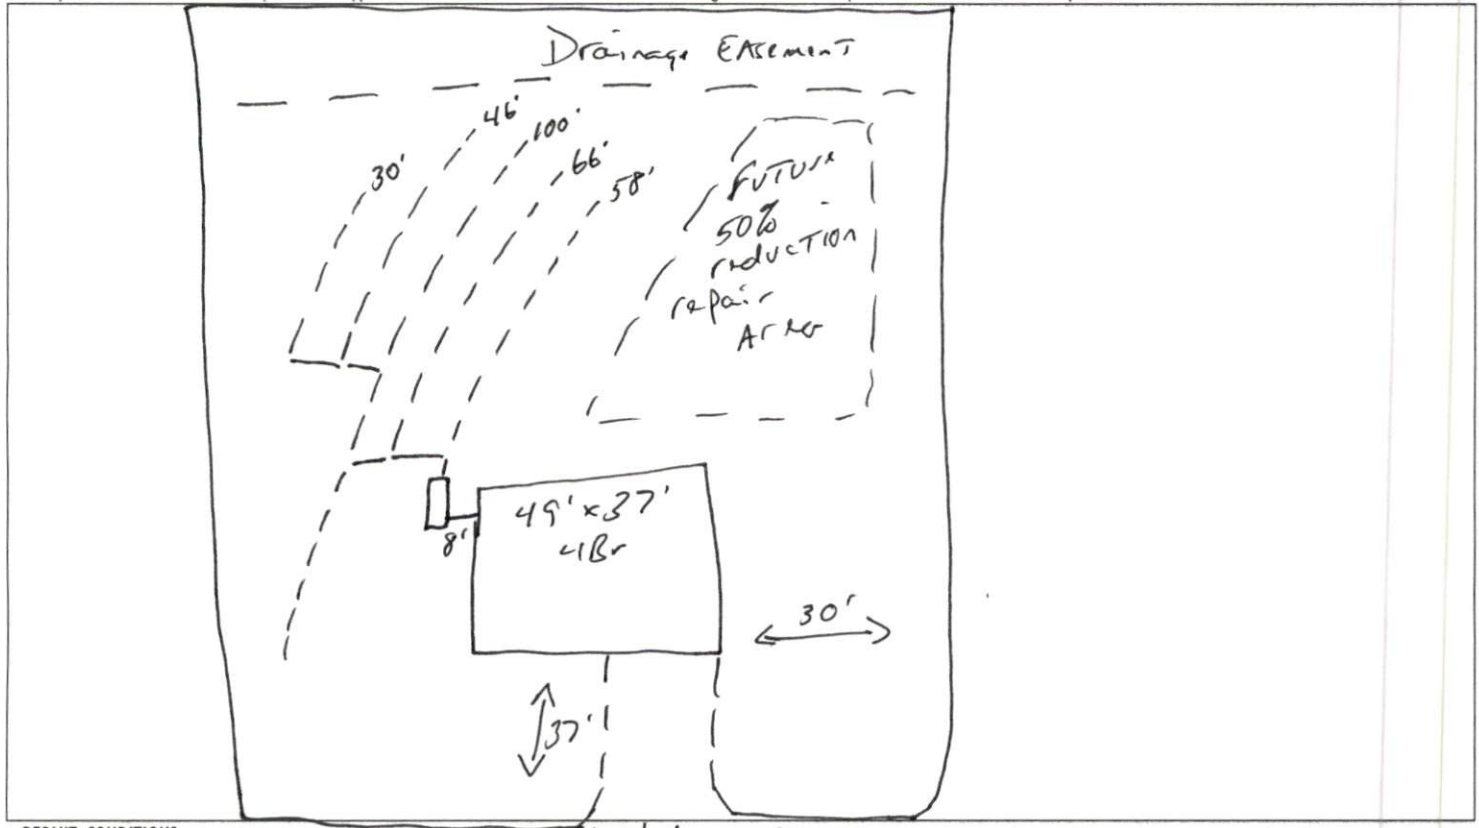 Drainage Easement
46'
100'
66'
30'
58'
Future
50%
reduction
repair
Area
49'x37'
4Br
8'
30'
37'